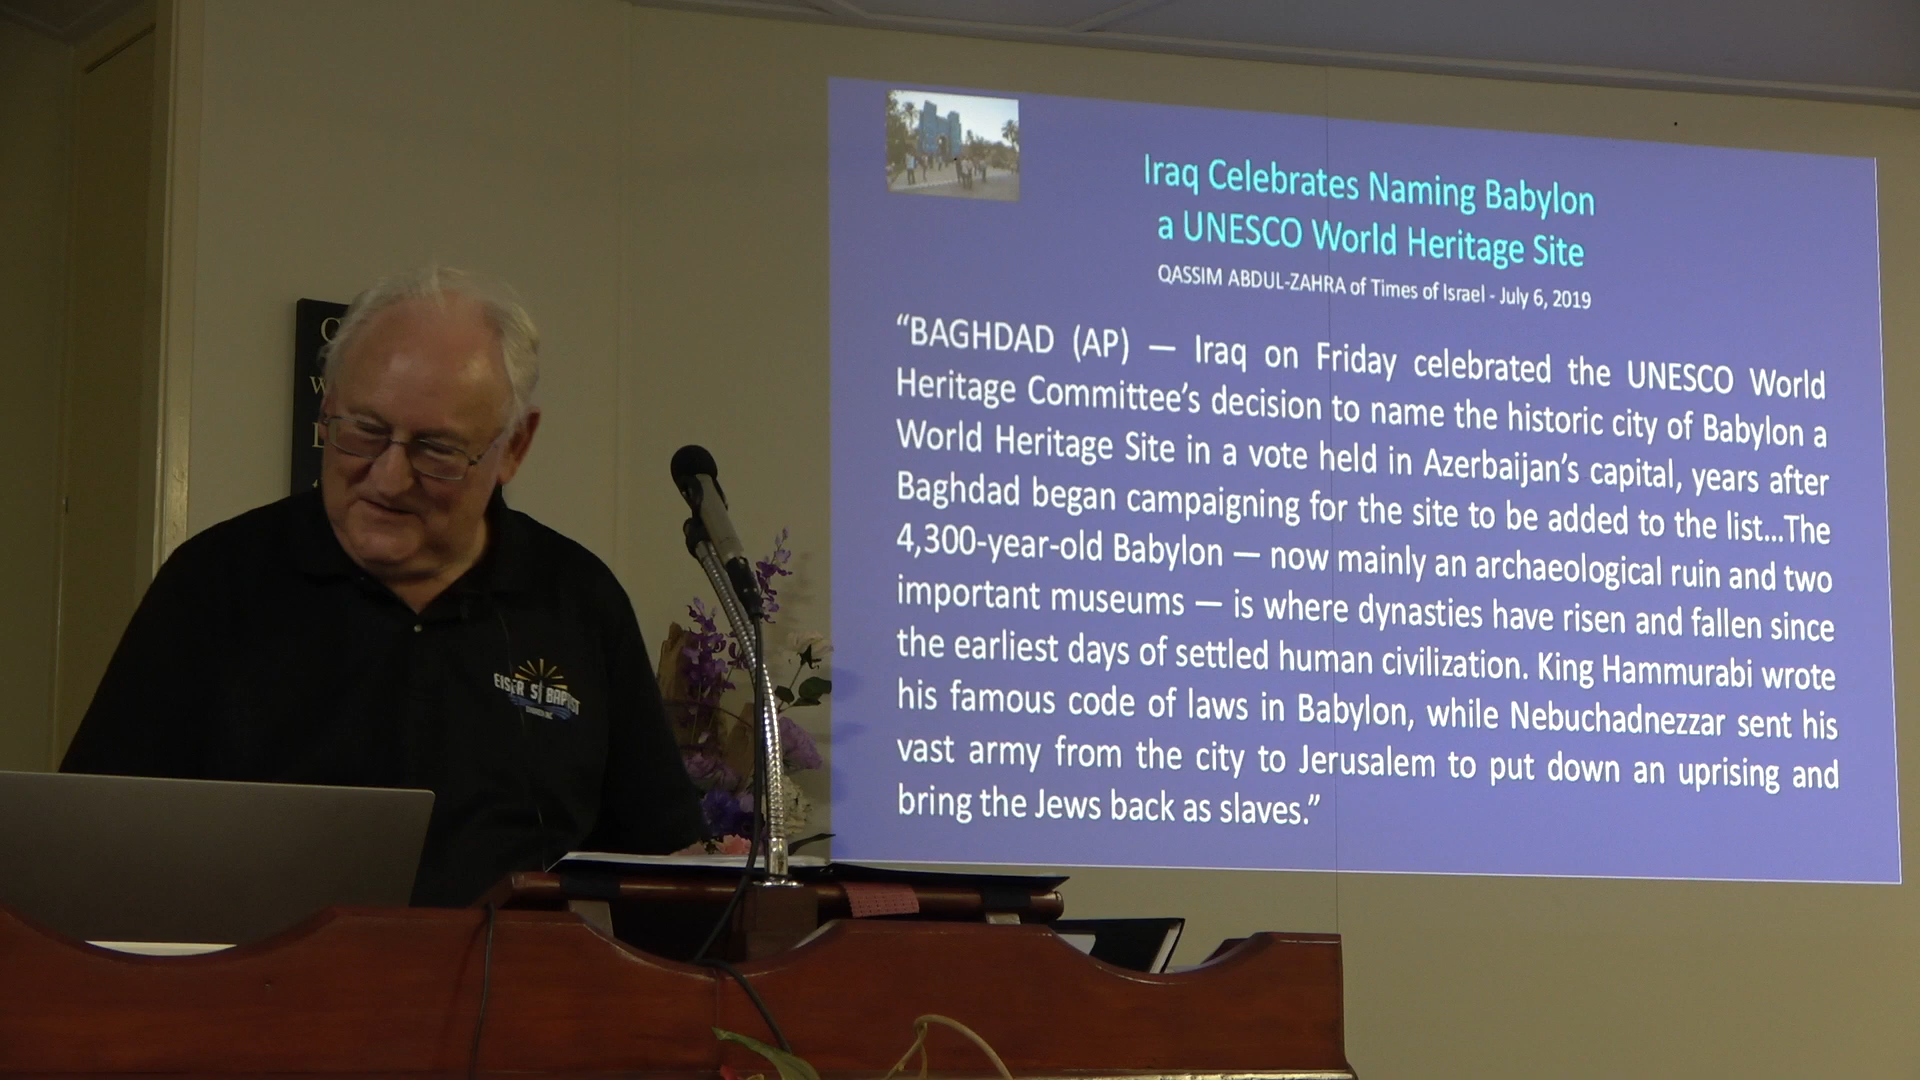 Iraq Celebrates Naming Babylon
a UNESCO World Heritage Site
QASSIM ABDUL-ZAHRA of Times of Israel - July 6, 2019
“BAGHDAD (AP) — Iraq on Friday celebrated the UNESCO World
Heritage Committee’s decision to name the historic city of Babylon a
World Heritage Site in a vote held in Azerbaijan’s capital, years after
Baghdad began campaigning for the site to be added to the list...The
4,300-year-old Babylon — now mainly an archaeological ruin and two
important museums — is where dynasties have risen and fallen since
the earliest days of settled human civilization. King Hammurabi wrote
his famous code of laws in Babylon, while Nebuchadnezzar sent his
vast army from the city to Jerusalem to put down an uprising and
bring the Jews back as slaves.”
EISER ST BAPTIST